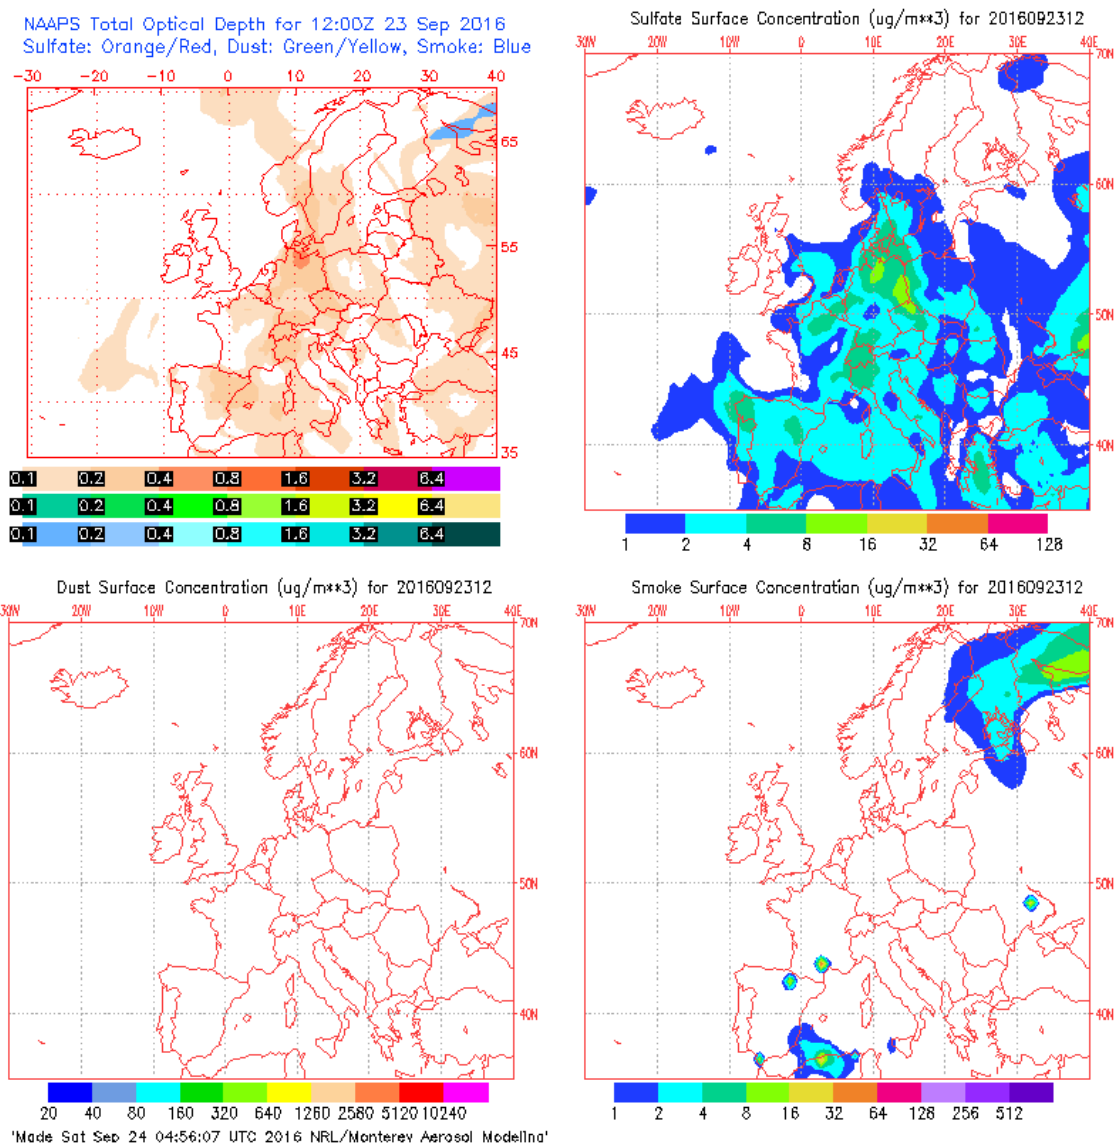 NAAPS Total Optical Depth for 12:00Z 23 Sep 2016
Sulfate: Orange/Red, Dust: Green/Yellow, Smoke: Blue
-30 -20 -10 0 10 20 30 40
65
55
45
35
0.1 0.2 0.4 0.8 1.6 3.2 6.4
0.1 0.2 0.4 0.8 1.6 3.2 6.4
0.1 0.2 0.4 0.8 1.6 3.2 6.4
Sulfate Surface Concentration (ug/m**3) for 2016092312
30W 20W 10W 0 10E 20E 30E 40E
70N
60N
50N
40N
1 2 4 8 16 32 64 128
Dust Surface Concentration (ug/m**3) for 2016092312
30W 20W 10W 0 10E 20E 30E 40E
70N
60N
50N
40N
20 40 80 160 320 640 1260 2580 5120 10240
'Made Sat Sep 24 04:56:07 UTC 2016 NRL/Monterey Aerosol Modeling'
Smoke Surface Concentration (ug/m**3) for 2016092312
30W 20W 10W 0 10E 20E 30E 40E
70N
60N
50N
40N
1 2 4 8 16 32 64 128 256 512